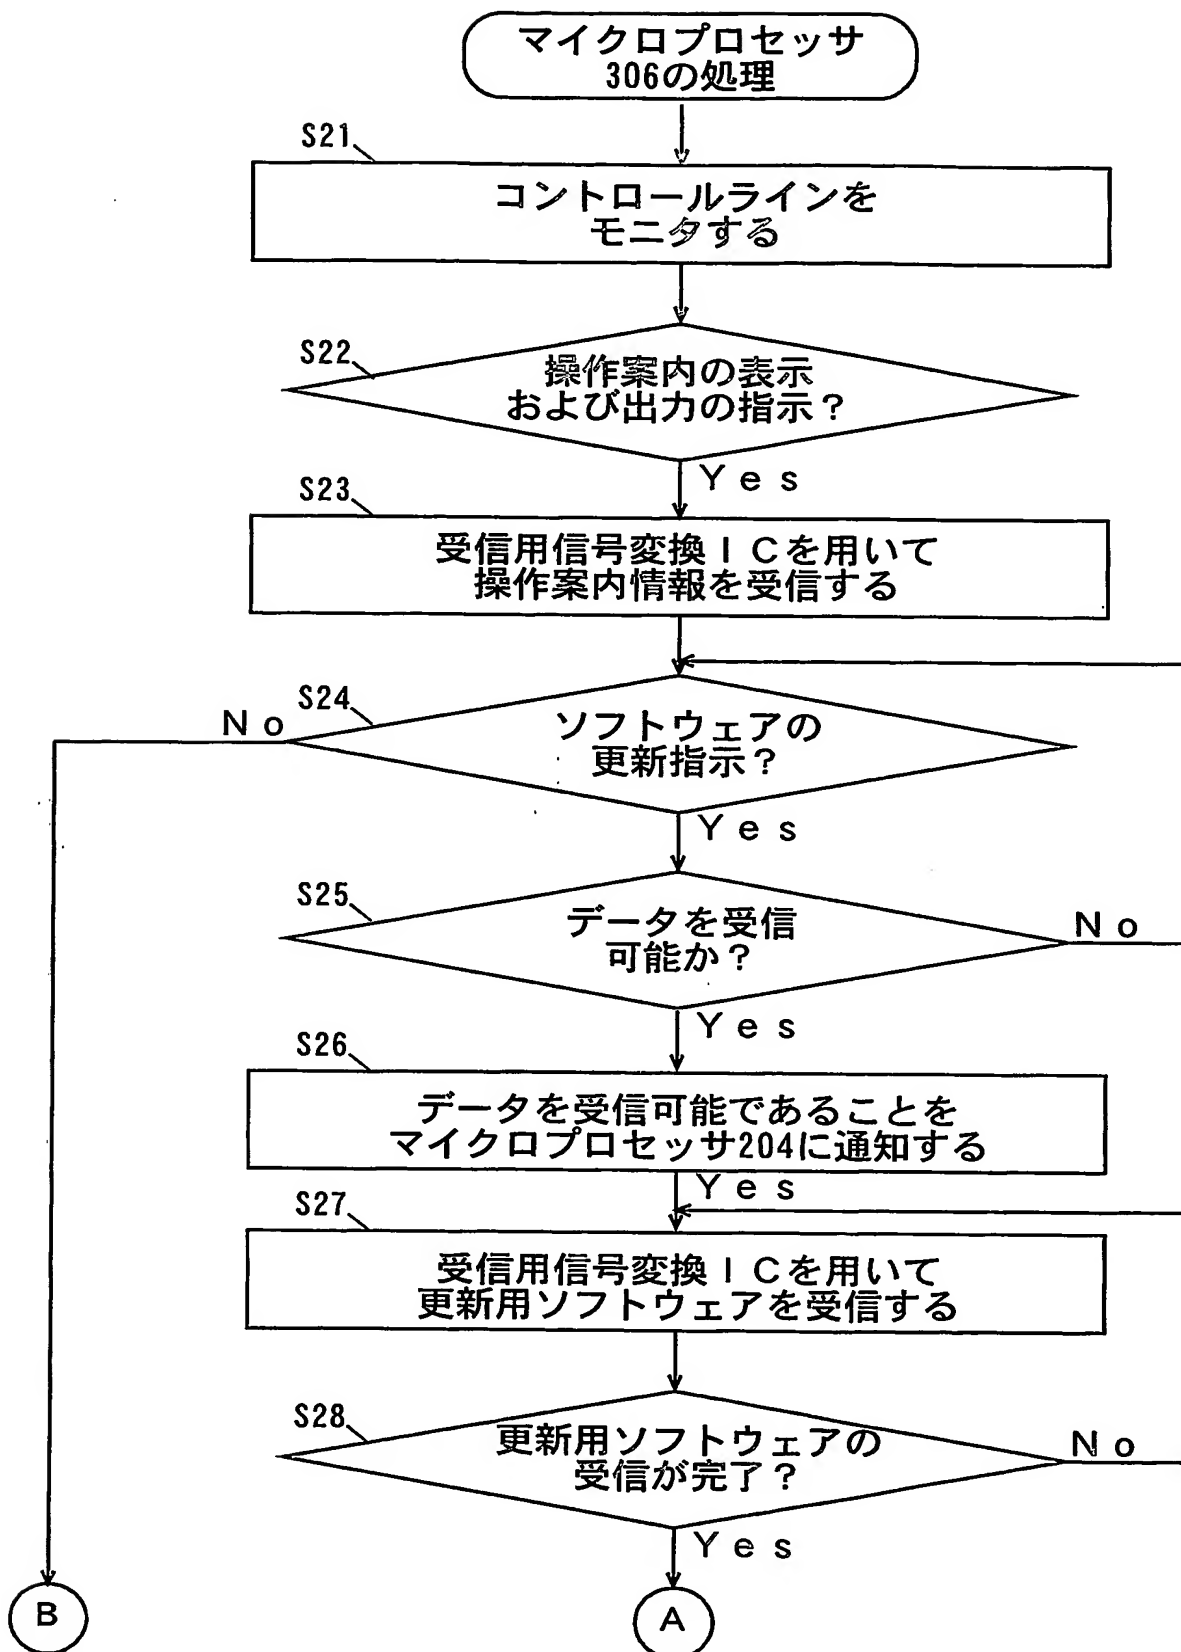 マイクロプロセッサ
306の処理
S21
コントロールラインを
モニタする
S22
操作案内の表示
および出力の指示？
Yes
S23
受信用信号変換ICを用いて
操作案内情報を受信する
S24
No
ソフトウェアの
更新指示？
Yes
S25
データを受信
可能か？
No
Yes
S26
データを受信可能であることを
マイクロプロセッサ204に通知する
Yes
S27
受信用信号変換ICを用いて
更新用ソフトウェアを受信する
S28
更新用ソフトウェアの
受信が完了？
No
Yes
B
A